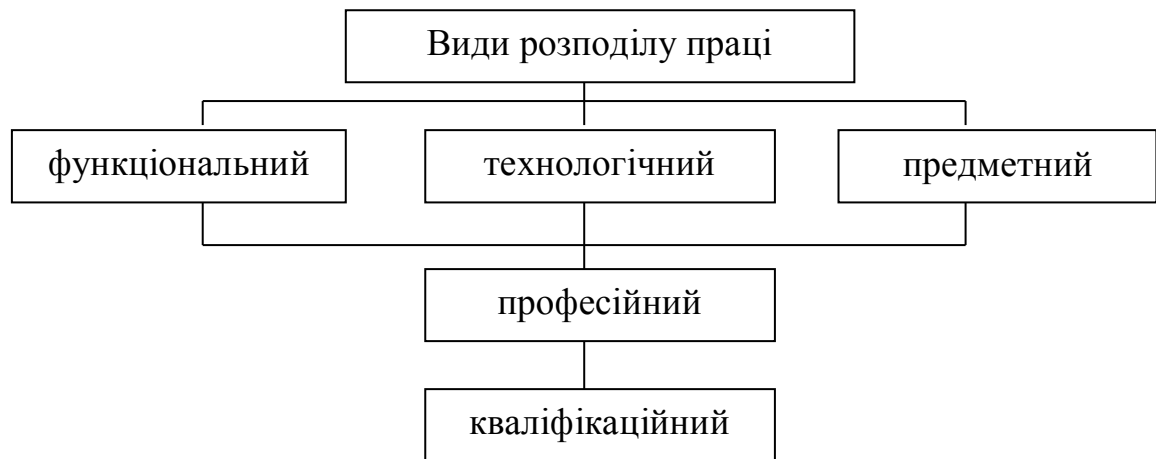 Види розподілу праці
функціональний
технологічний
предметний
професійний
кваліфікаційний